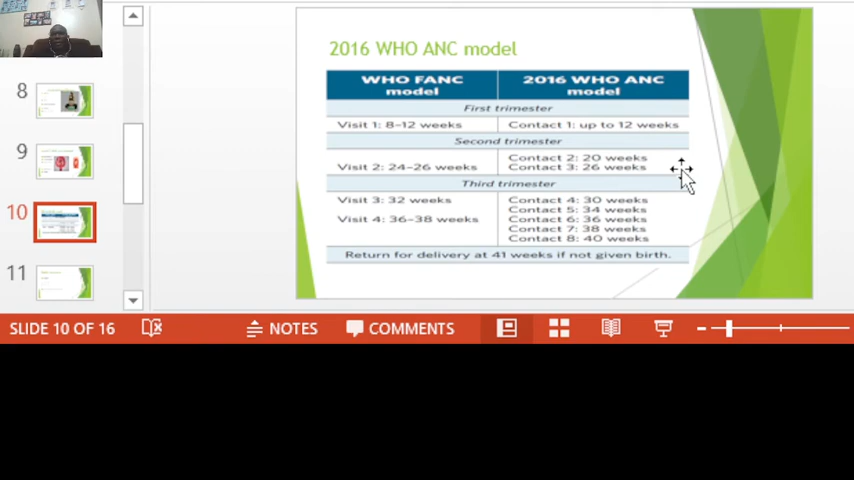 2016 WHO ANC model
WHO FANC model
2016 WHO ANC model
First trimester
Visit 1: 8–12 weeks
Contact 1: up to 12 weeks
Second trimester
Visit 2: 24–26 weeks
Contact 2: 20 weeks
Contact 3: 26 weeks
Third trimester
Visit 3: 32 weeks
Visit 4: 36–38 weeks
Contact 4: 30 weeks
Contact 5: 34 weeks
Contact 6: 36 weeks
Contact 7: 38 weeks
Contact 8: 40 weeks
Return for delivery at 41 weeks if not given birth.
8
9
10
11
SLIDE 10 OF 16
NOTES
COMMENTS